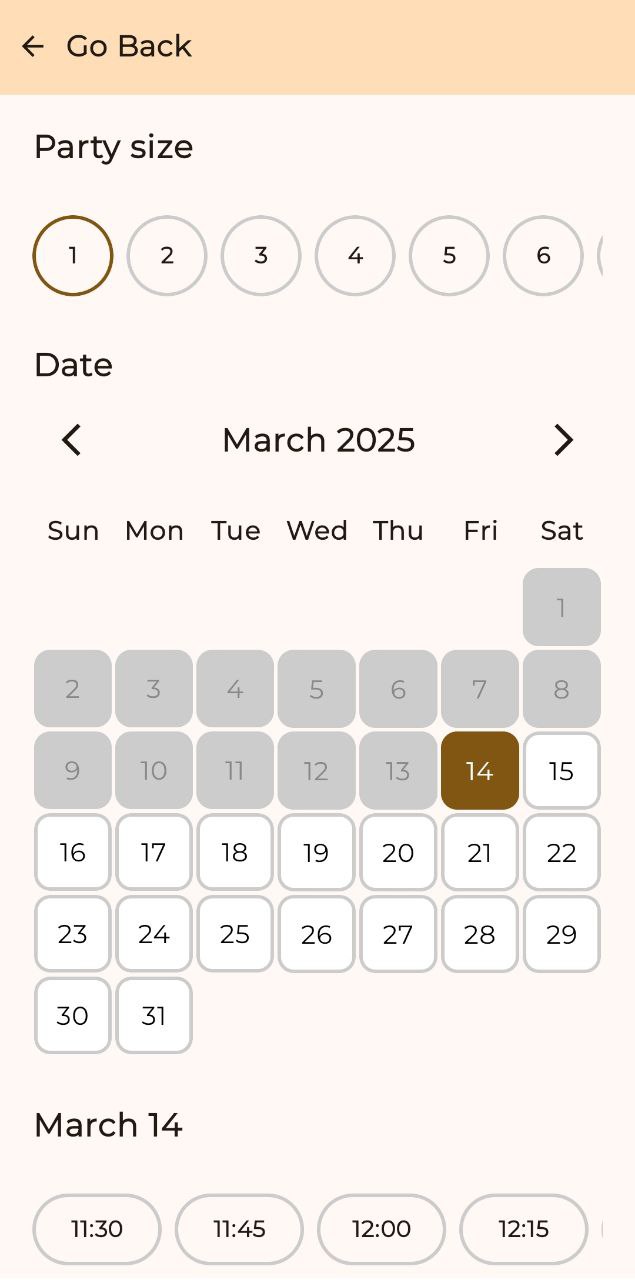 Go Back
Party size
1 2 3 4 5 6
Date
March 2025
Sun Mon Tue Wed Thu Fri Sat
1
2 3 4 5 6 7 8
9 10 11 12 13 14 15
16 17 18 19 20 21 22
23 24 25 26 27 28 29
30 31
March 14
11:30 11:45 12:00 12:15